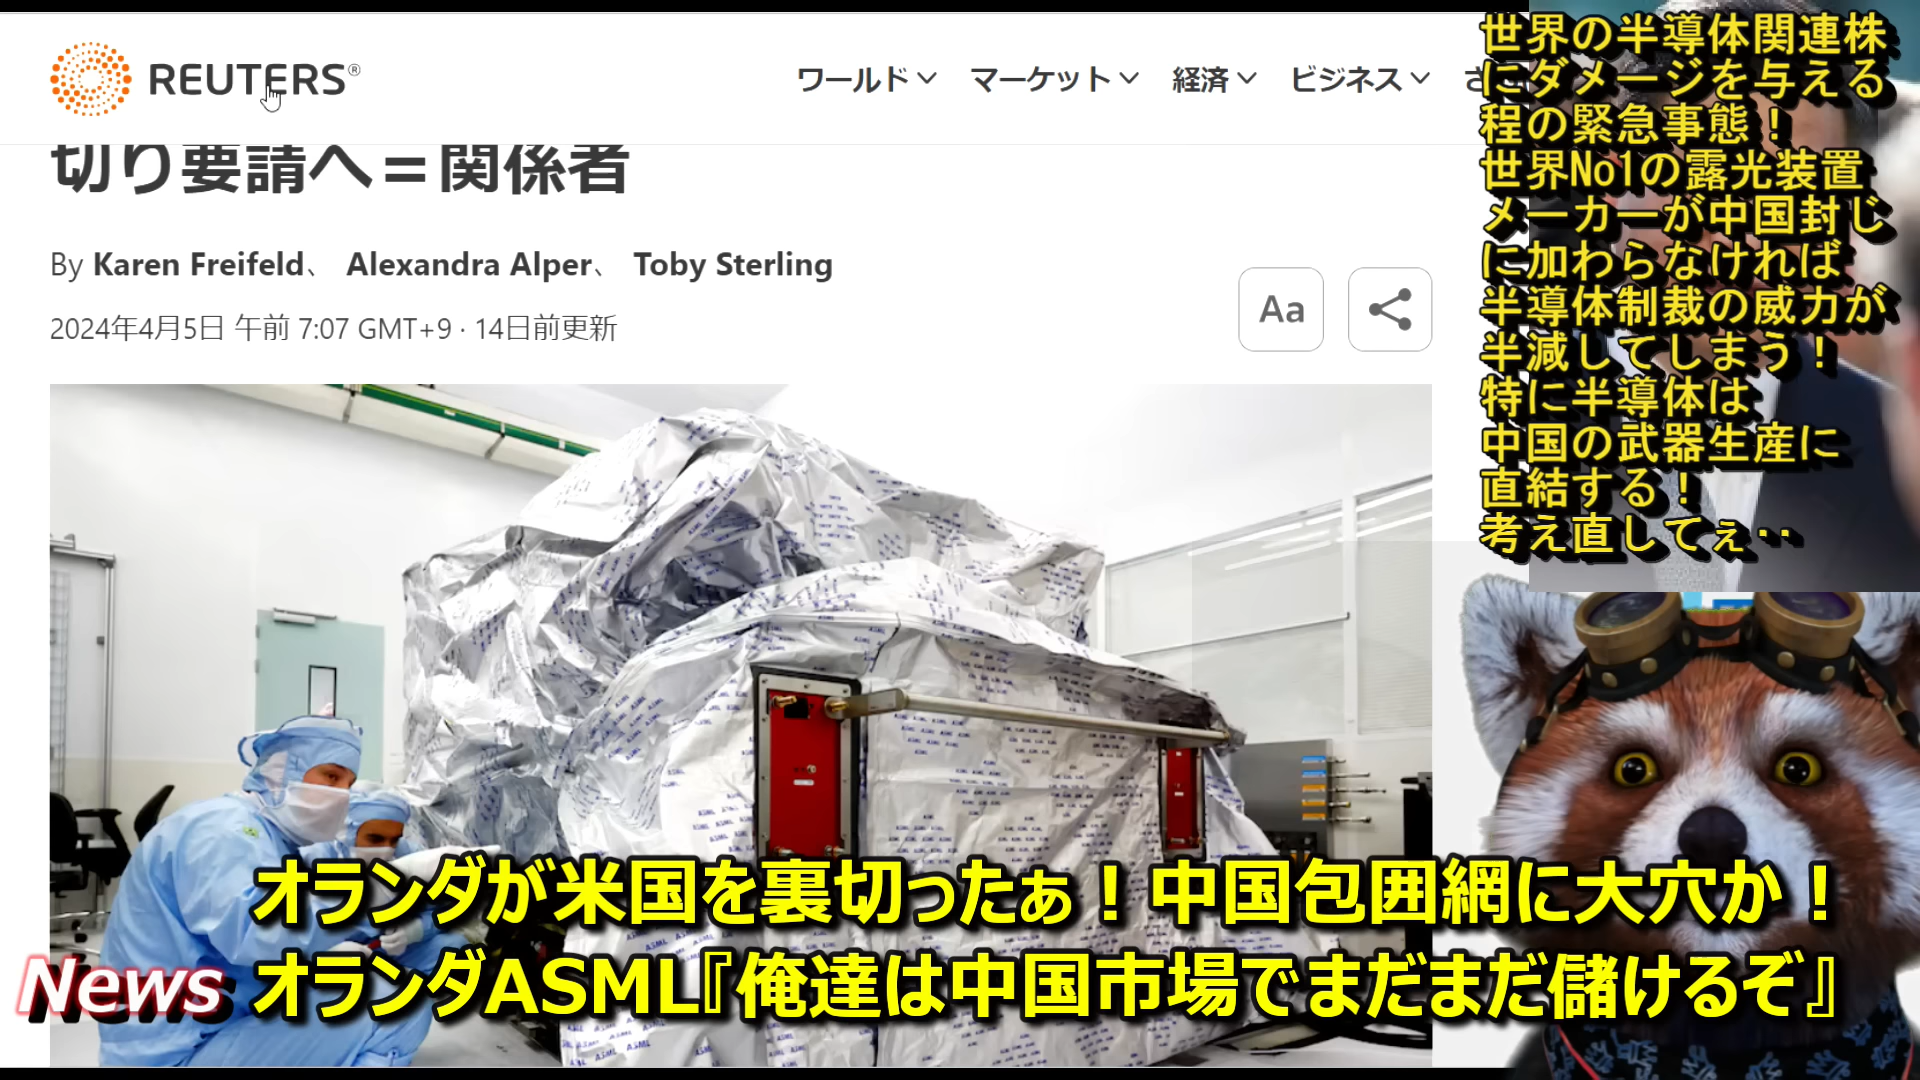 REUTERS®
ワールド マーケット 経済 ビジネス さ
切り要請へ＝関係者
By Karen Freifeld、 Alexandra Alper、 Toby Sterling
2024年4月5日 午前 7:07 GMT+9 · 14日前更新
Aa
世界の半導体関連株
にダメージを与える
程の緊急事態！
世界No1の露光装置
メーカーが中国封じ
に加わらなければ
半導体制裁の威力が
半減してしまう！
特に半導体は
中国の武器生産に
直結する！
考え直してぇ‥
ASML
オランダが米国を裏切ったぁ！中国包囲網に大穴か！
News
オランダASML『俺達は中国市場でまだまだ儲けるぞ』